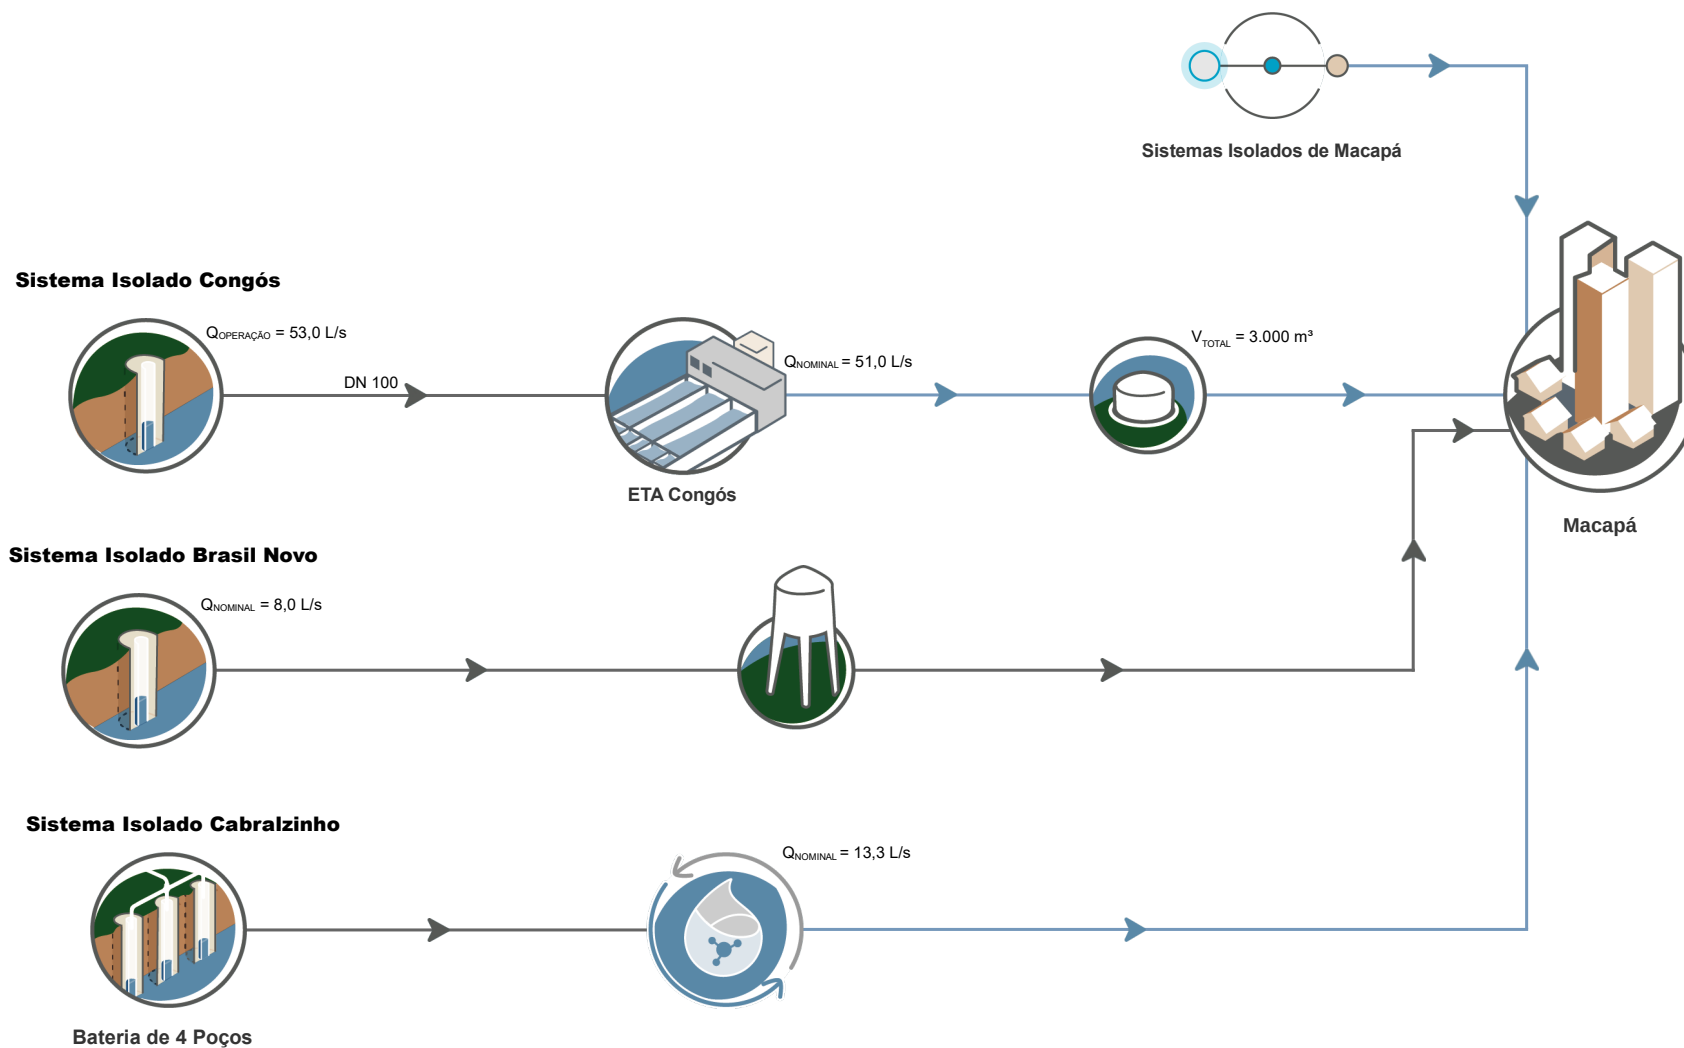 Sistemas Isolados de Macapá
Sistema Isolado Congós
QOPERAÇÃO = 53,0 L/s
DN 100
QNOMINAL = 51,0 L/s
VTOTAL = 3.000 m³
ETA Congós
Macapá
Sistema Isolado Brasil Novo
QNOMINAL = 8,0 L/s
Sistema Isolado Cabralzinho
QNOMINAL = 13,3 L/s
Bateria de 4 Poços